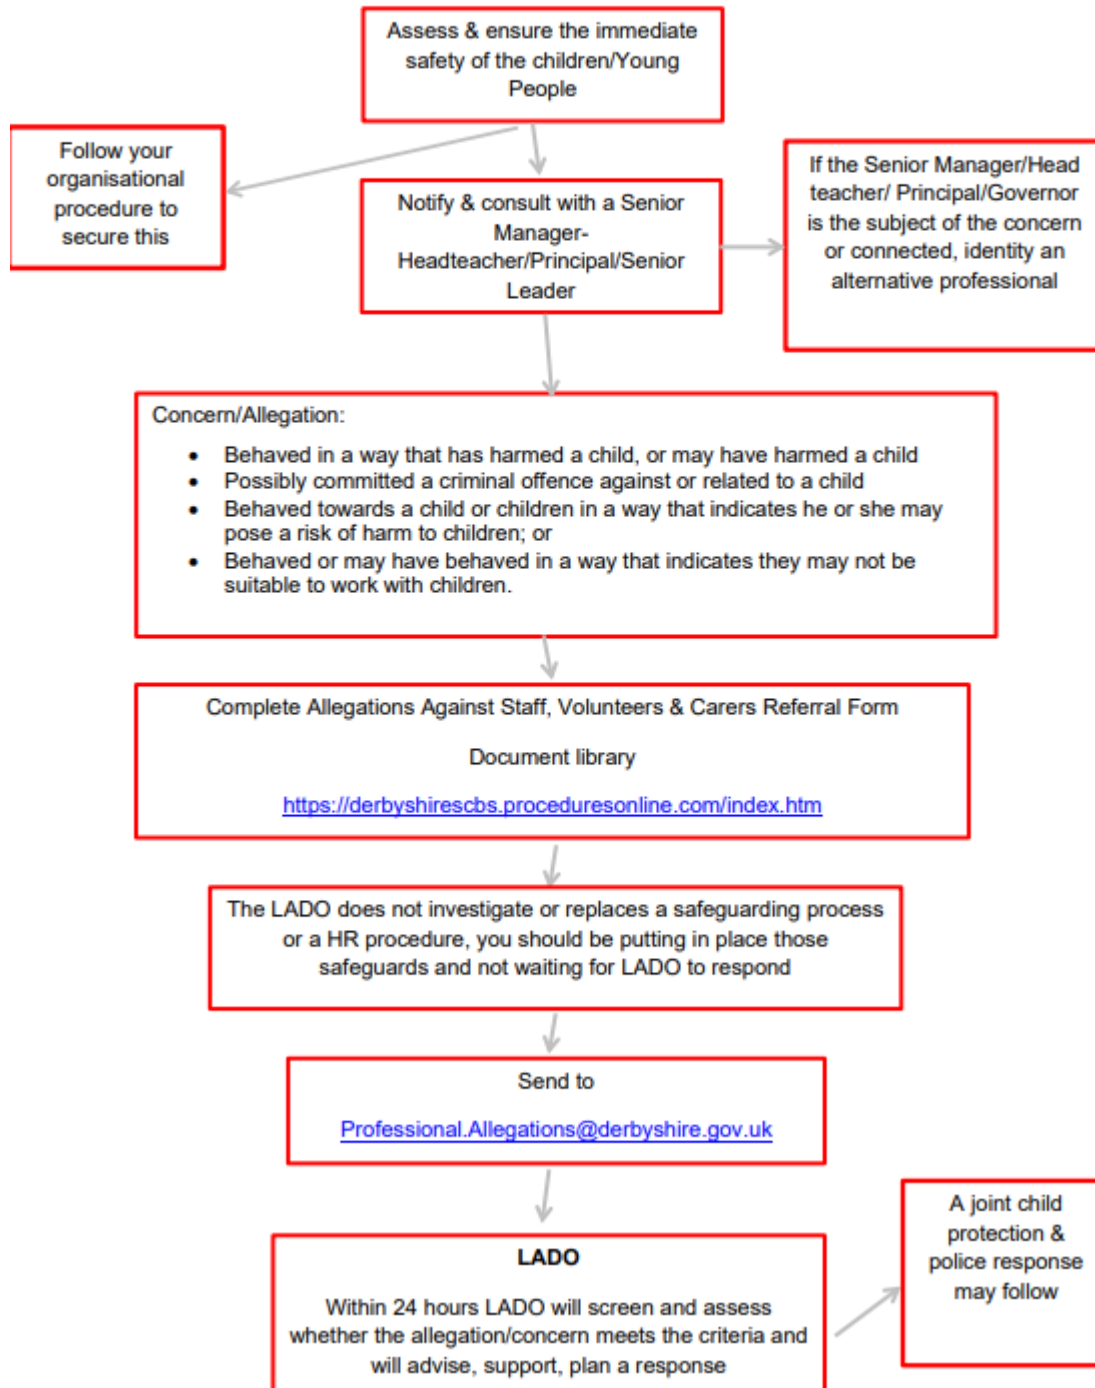 Assess & ensure the immediate
safety of the children/Young
People
Follow your
organisational
procedure to
secure this
Notify & consult with a Senior
Manager-
Headteacher/Principal/Senior
Leader
If the Senior Manager/Head
teacher/ Principal/Governor
is the subject of the concern
or connected, identity an
alternative professional
Concern/Allegation:
• Behaved in a way that has harmed a child, or may have harmed a child
• Possibly committed a criminal offence against or related to a child
• Behaved towards a child or children in a way that indicates he or she may
pose a risk of harm to children; or
• Behaved or may have behaved in a way that indicates they may not be
suitable to work with children.
Complete Allegations Against Staff, Volunteers & Carers Referral Form
Document library
https://derbyshirescbs.proceduresonline.com/index.htm
The LADO does not investigate or replaces a safeguarding process
or a HR procedure, you should be putting in place those
safeguards and not waiting for LADO to respond
Send to
Professional.Allegations@derbyshire.gov.uk
LADO
Within 24 hours LADO will screen and assess
whether the allegation/concern meets the criteria and
will advise, support, plan a response
A joint child
protection &
police response
may follow